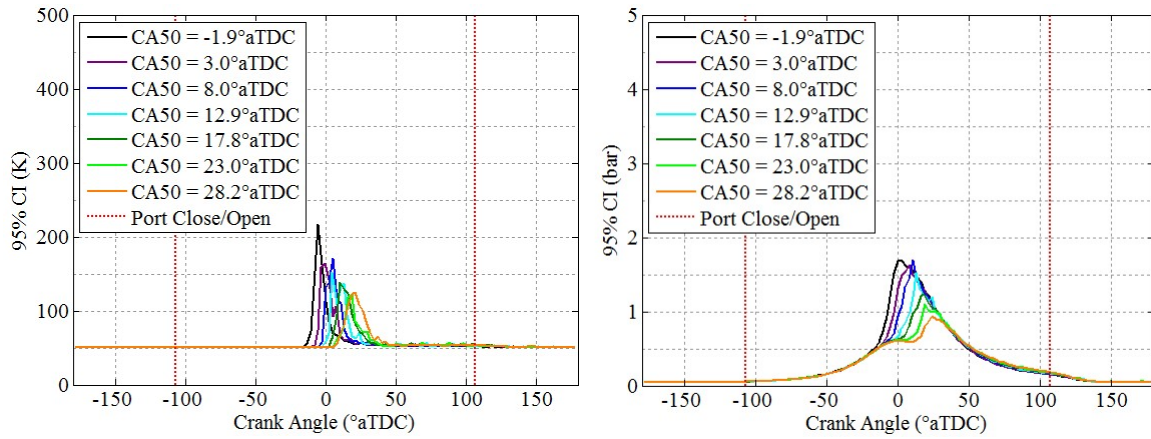 500
400
300
200
100
0
95% CI (K)
CA50 = -1.9°aTDC
CA50 = 3.0°aTDC
CA50 = 8.0°aTDC
CA50 = 12.9°aTDC
CA50 = 17.8°aTDC
CA50 = 23.0°aTDC
CA50 = 28.2°aTDC
Port Close/Open
-150 -100 -50 0 50 100 150
Crank Angle (°aTDC)
5
4
3
2
1
0
95% CI (bar)
CA50 = -1.9°aTDC
CA50 = 3.0°aTDC
CA50 = 8.0°aTDC
CA50 = 12.9°aTDC
CA50 = 17.8°aTDC
CA50 = 23.0°aTDC
CA50 = 28.2°aTDC
Port Close/Open
-150 -100 -50 0 50 100 150
Crank Angle (°aTDC)